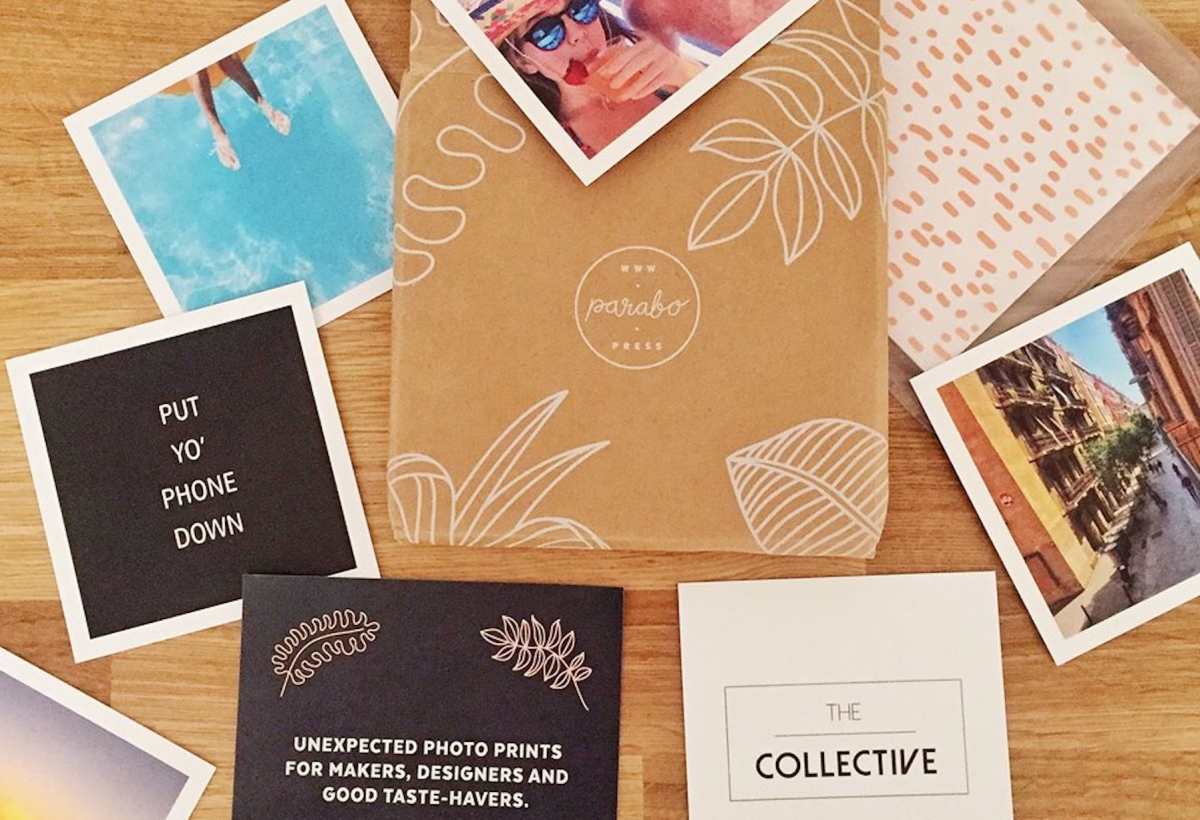 WWW
parabo
PRESS
PUT
YO'
PHONE
DOWN
UNEXPECTED PHOTO PRINTS
FOR MAKERS, DESIGNERS AND
GOOD TASTE-HAVERS.
THE
COLLECTIVE